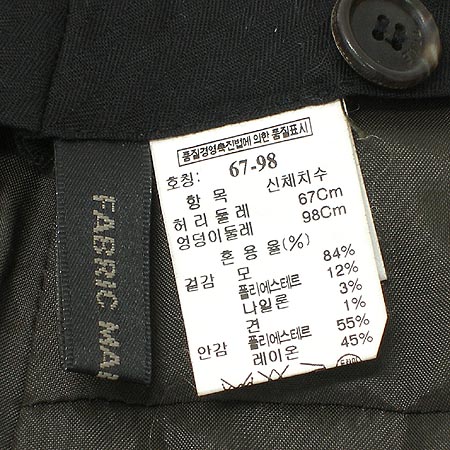 품질경영촉진법에 의한 품질표시
호칭: 67-98
항 목 신체치수
허리둘레 67Cm
엉덩이둘레 98Cm
혼용율(%)
겉감 모 84%
폴리에스테르 12%
나일론 3%
견 1%
안감 폴리에스테르 55%
레이온 45%
드라이
FABRIC MA